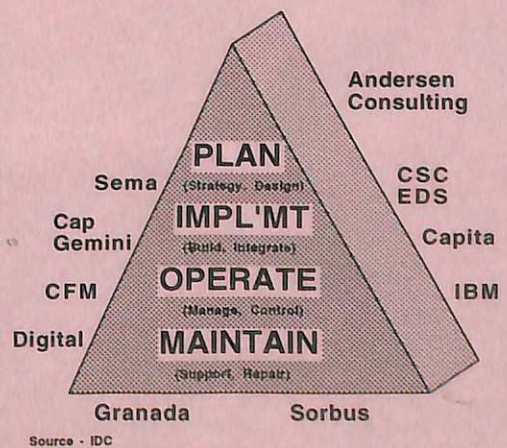 Andersen
Consulting
PLAN
(Strategy, Design)
Sema
CSC
EDS
IMPL'MT
(Build, Integrate)
Cap
Gemini
Capita
OPERATE
(Manage, Control)
CFM
IBM
MAINTAIN
(Support, Repair)
Digital
Granada
Sorbus
Source - IDC